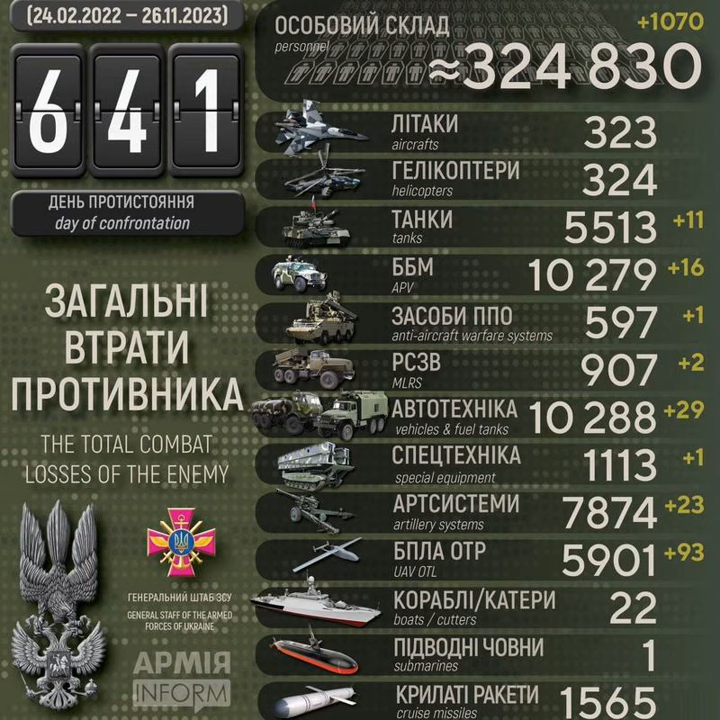 (24.02.2022 – 26.11.2023)
641
ДЕНЬ ПРОТИСТОЯННЯ
day of confrontation
ЗАГАЛЬНІ
ВТРАТИ
ПРОТИВНИКА
THE TOTAL COMBAT
LOSSES OF THE ENEMY
ГЕНЕРАЛЬНИЙ ШТАБ ЗСУ
GENERAL STAFF OF THE ARMED
FORCES OF UKRAINE
АРМІЯ
INFORM
ОСОБОВИЙ СКЛАД +1070
personnel
≈324 830
ЛІТАКИ 323
aircrafts
ГЕЛІКОПТЕРИ 324
helicopters
ТАНКИ 5513 +11
tanks
ББМ 10 279 +16
APV
ЗАСОБИ ППО 597 +1
anti-aircraft warfare systems
РСЗВ 907 +2
MLRS
АВТОТЕХНІКА 10 288 +29
vehicles & fuel tanks
СПЕЦТЕХНІКА 1113 +1
special equipment
АРТСИСТЕМИ 7874 +23
artillery systems
БПЛА ОТР 5901 +93
UAV OTL
КОРАБЛІ/КАТЕРИ 22
boats / cutters
ПІДВОДНІ ЧОВНИ 1
submarines
КРИЛАТІ РАКЕТИ 1565
cruise missiles